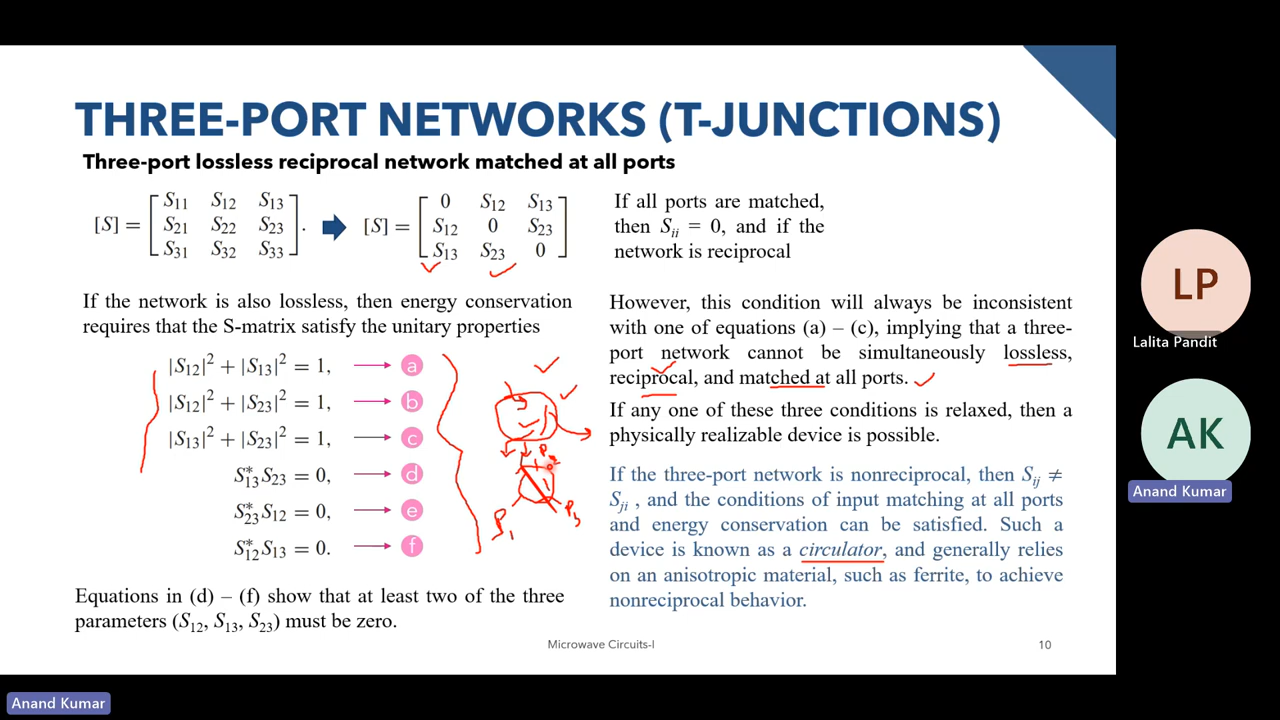 THREE-PORT NETWORKS (T-JUNCTIONS)
Three-port lossless reciprocal network matched at all ports
[S] = [S11 S12 S13
S21 S22 S23
S31 S32 S33].
[S] = [0 S12 S13
S12 0 S23
S13 S23 0]
If all ports are matched,
then Sii = 0, and if the
network is reciprocal
If the network is also lossless, then energy conservation
requires that the S-matrix satisfy the unitary properties
|S12|² + |S13|² = 1, a
|S12|² + |S23|² = 1, b
|S13|² + |S23|² = 1, c
S*13S23 = 0, d
S*23S12 = 0, e
S*12S13 = 0. f
Equations in (d) – (f) show that at least two of the three
parameters (S12, S13, S23) must be zero.
However, this condition will always be inconsistent
with one of equations (a) – (c), implying that a three-
port network cannot be simultaneously lossless,
reciprocal, and matched at all ports.
If any one of these three conditions is relaxed, then a
physically realizable device is possible.
If the three-port network is nonreciprocal, then Sij ≠
Sji , and the conditions of input matching at all ports
and energy conservation can be satisfied. Such a
device is known as a circulator, and generally relies
on an anisotropic material, such as ferrite, to achieve
nonreciprocal behavior.
P1
P2
P3
Microwave Circuits-I
10
LP
Lalita Pandit
AK
Anand Kumar
Anand Kumar